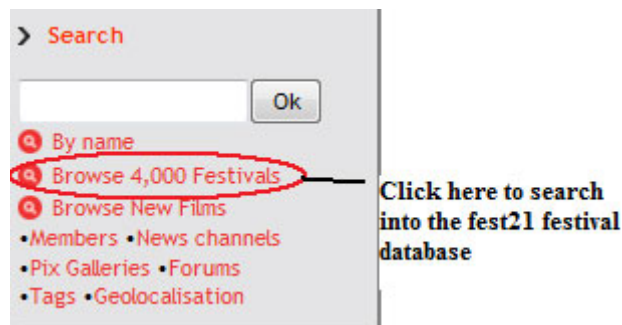 Search
Ok
By name
Browse 4,000 Festivals
Browse New Films
•Members •News channels
•Pix Galleries •Forums
•Tags •Geolocalisation
Click here to search
into the fest21 festival
database